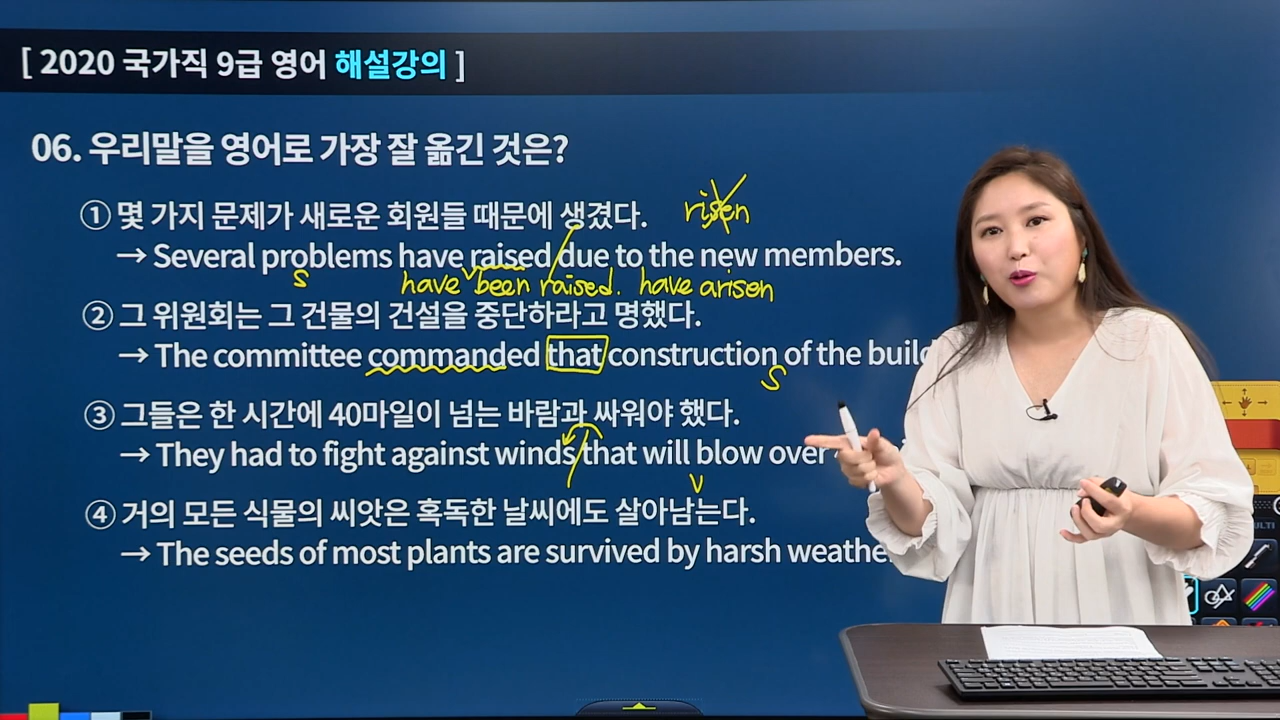 [ 2020 국가직 9급 영어 해설강의 ]
06. 우리말을 영어로 가장 잘 옮긴 것은?
① 몇 가지 문제가 새로운 회원들 때문에 생겼다. risen
→ Several problems have raised due to the new members.
s have been raised. have arisen
② 그 위원회는 그 건물의 건설을 중단하라고 명했다.
→ The committee commanded that construction of the
s
③ 그들은 한 시간에 40마일이 넘는 바람과 싸워야 했다.
→ They had to fight against winds that will blow over
v
④ 거의 모든 식물의 씨앗은 혹독한 날씨에도 살아남는다.
→ The seeds of most plants are survived by harsh